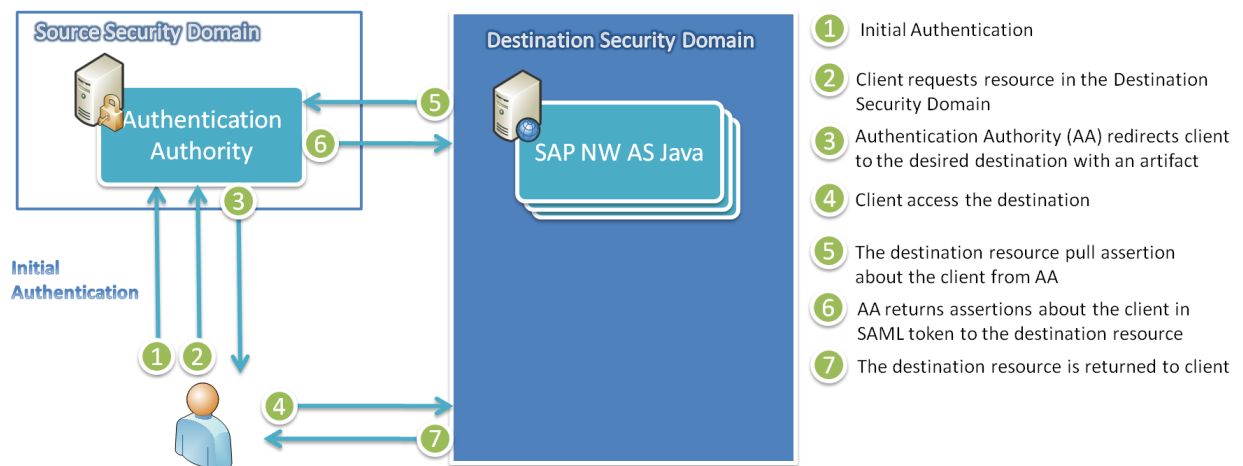 Source Security Domain
Authentication
Authority
Destination Security Domain
SAP NW AS Java
5
6
3
Initial
Authentication
1
2
4
7
1 Initial Authentication
2 Client requests resource in the Destination
Security Domain
3 Authentication Authority (AA) redirects client
to the desired destination with an artifact
4 Client access the destination
5 The destination resource pull assertion
about the client from AA
6 AA returns assertions about the client in
SAML token to the destination resource
7 The destination resource is returned to client